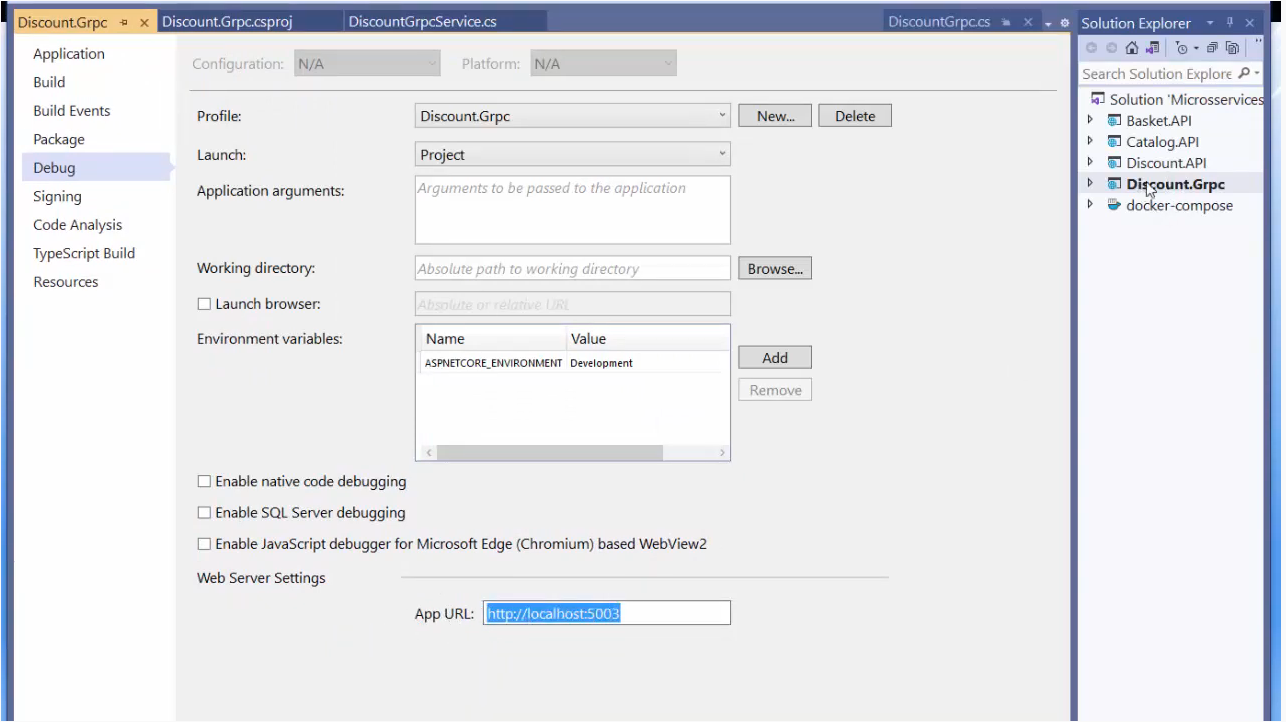 Discount.Grpc
Discount.Grpc.csproj
DiscountGrpcService.cs
DiscountGrpc.cs
Solution Explorer
Application
Build
Build Events
Package
Debug
Signing
Code Analysis
TypeScript Build
Resources
Configuration: N/A
Platform: N/A
Profile: Discount.Grpc New... Delete
Launch: Project
Application arguments: Arguments to be passed to the application
Working directory: Absolute path to working directory Browse...
Launch browser: Absolute or relative URL
Environment variables: Name Value
ASPNETCORE_ENVIRONMENT Development
Add
Remove
Enable native code debugging
Enable SQL Server debugging
Enable JavaScript debugger for Microsoft Edge (Chromium) based WebView2
Web Server Settings
App URL: http://localhost:5003
Search Solution Explore
Solution 'Microsservices
Basket.API
Catalog.API
Discount.API
Discount.Grpc
docker-compose